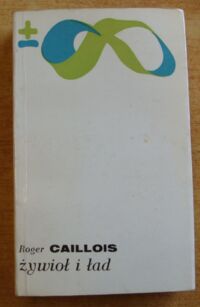 Roger CAILLOIS
żywioł i ład